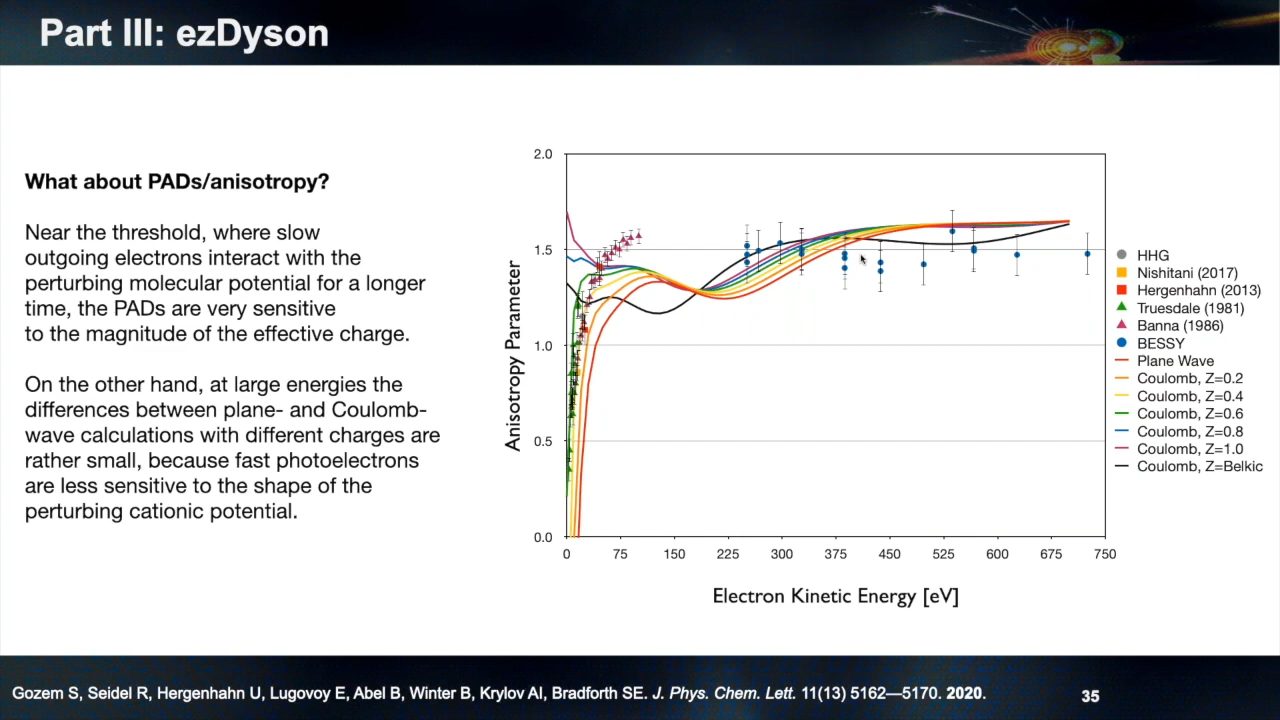 Part III: ezDyson
What about PADs/anisotropy?
Near the threshold, where slow
outgoing electrons interact with the
perturbing molecular potential for a longer
time, the PADs are very sensitive
to the magnitude of the effective charge.
On the other hand, at large energies the
differences between plane- and Coulomb-
wave calculations with different charges are
rather small, because fast photoelectrons
are less sensitive to the shape of the
perturbing cationic potential.
Anisotropy Parameter
2.0
1.5
1.0
0.5
0.0
0 75 150 225 300 375 450 525 600 675 750
Electron Kinetic Energy [eV]
HHG
Nishitani (2017)
Hergenhahn (2013)
Truesdale (1981)
Banna (1986)
BESSY
Plane Wave
Coulomb, Z=0.2
Coulomb, Z=0.4
Coulomb, Z=0.6
Coulomb, Z=0.8
Coulomb, Z=1.0
Coulomb, Z=Belkic
Gozem S, Seidel R, Hergenhahn U, Lugovoy E, Abel B, Winter B, Krylov AI, Bradforth SE. J. Phys. Chem. Lett. 11(13) 5162—5170. 2020.
35